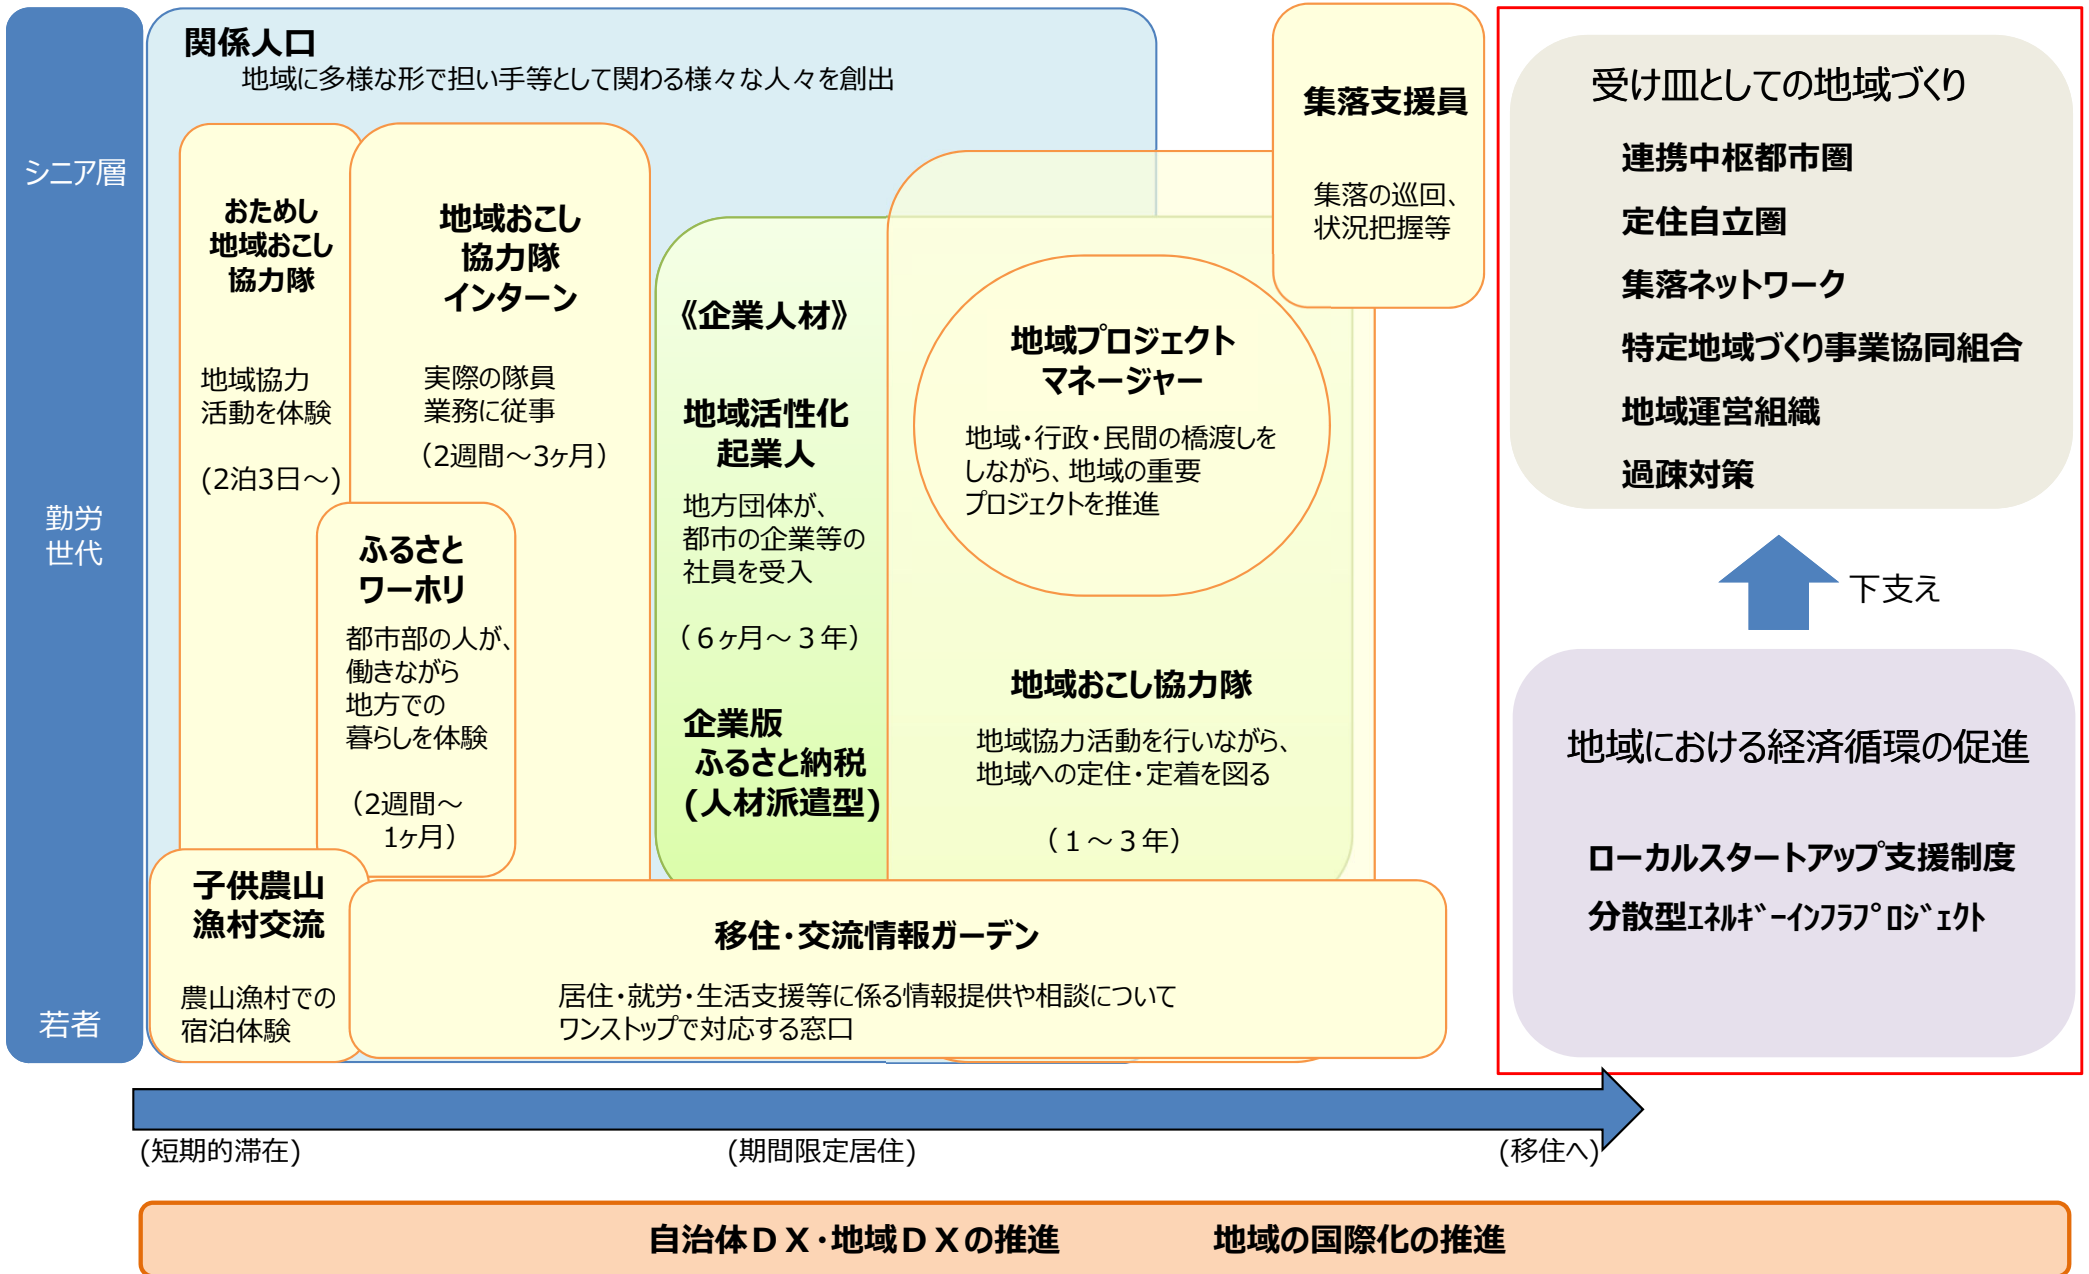 関係人口
地域に多様な形で担い手等として関わる様々な人々を創出
シニア層
勤労
世代
若者
おためし
地域おこし
協力隊
地域協力
活動を体験
(2泊3日～)
地域おこし
協力隊
インターン
実際の隊員
業務に従事
（2週間～3ヶ月）
ふるさと
ワーホリ
都市部の人が、
働きながら
地方での
暮らしを体験
（2週間～
1ヶ月）
子供農山
漁村交流
農山漁村での
宿泊体験
《企業人材》
地域活性化
起業人
地方団体が、
都市の企業等の
社員を受入
（６ヶ月～３年）
企業版
ふるさと納税
(人材派遣型)
地域プロジェクト
マネージャー
地域・行政・民間の橋渡しを
しながら、地域の重要
プロジェクトを推進
地域おこし協力隊
地域協力活動を行いながら、
地域への定住・定着を図る
（１～３年）
集落支援員
集落の巡回、
状況把握等
移住・交流情報ガーデン
居住・就労・生活支援等に係る情報提供や相談について
ワンストップで対応する窓口
受け皿としての地域づくり
連携中枢都市圏
定住自立圏
集落ネットワーク
特定地域づくり事業協同組合
地域運営組織
過疎対策
下支え
地域における経済循環の促進
ローカルスタートアップ支援制度
分散型ｴﾈﾙｷﾞｰｲﾝﾌﾗﾌﾟﾛｼﾞｪｸﾄ
(短期的滞在)
(期間限定居住)
(移住へ)
自治体ＤＸ・地域ＤＸの推進
地域の国際化の推進